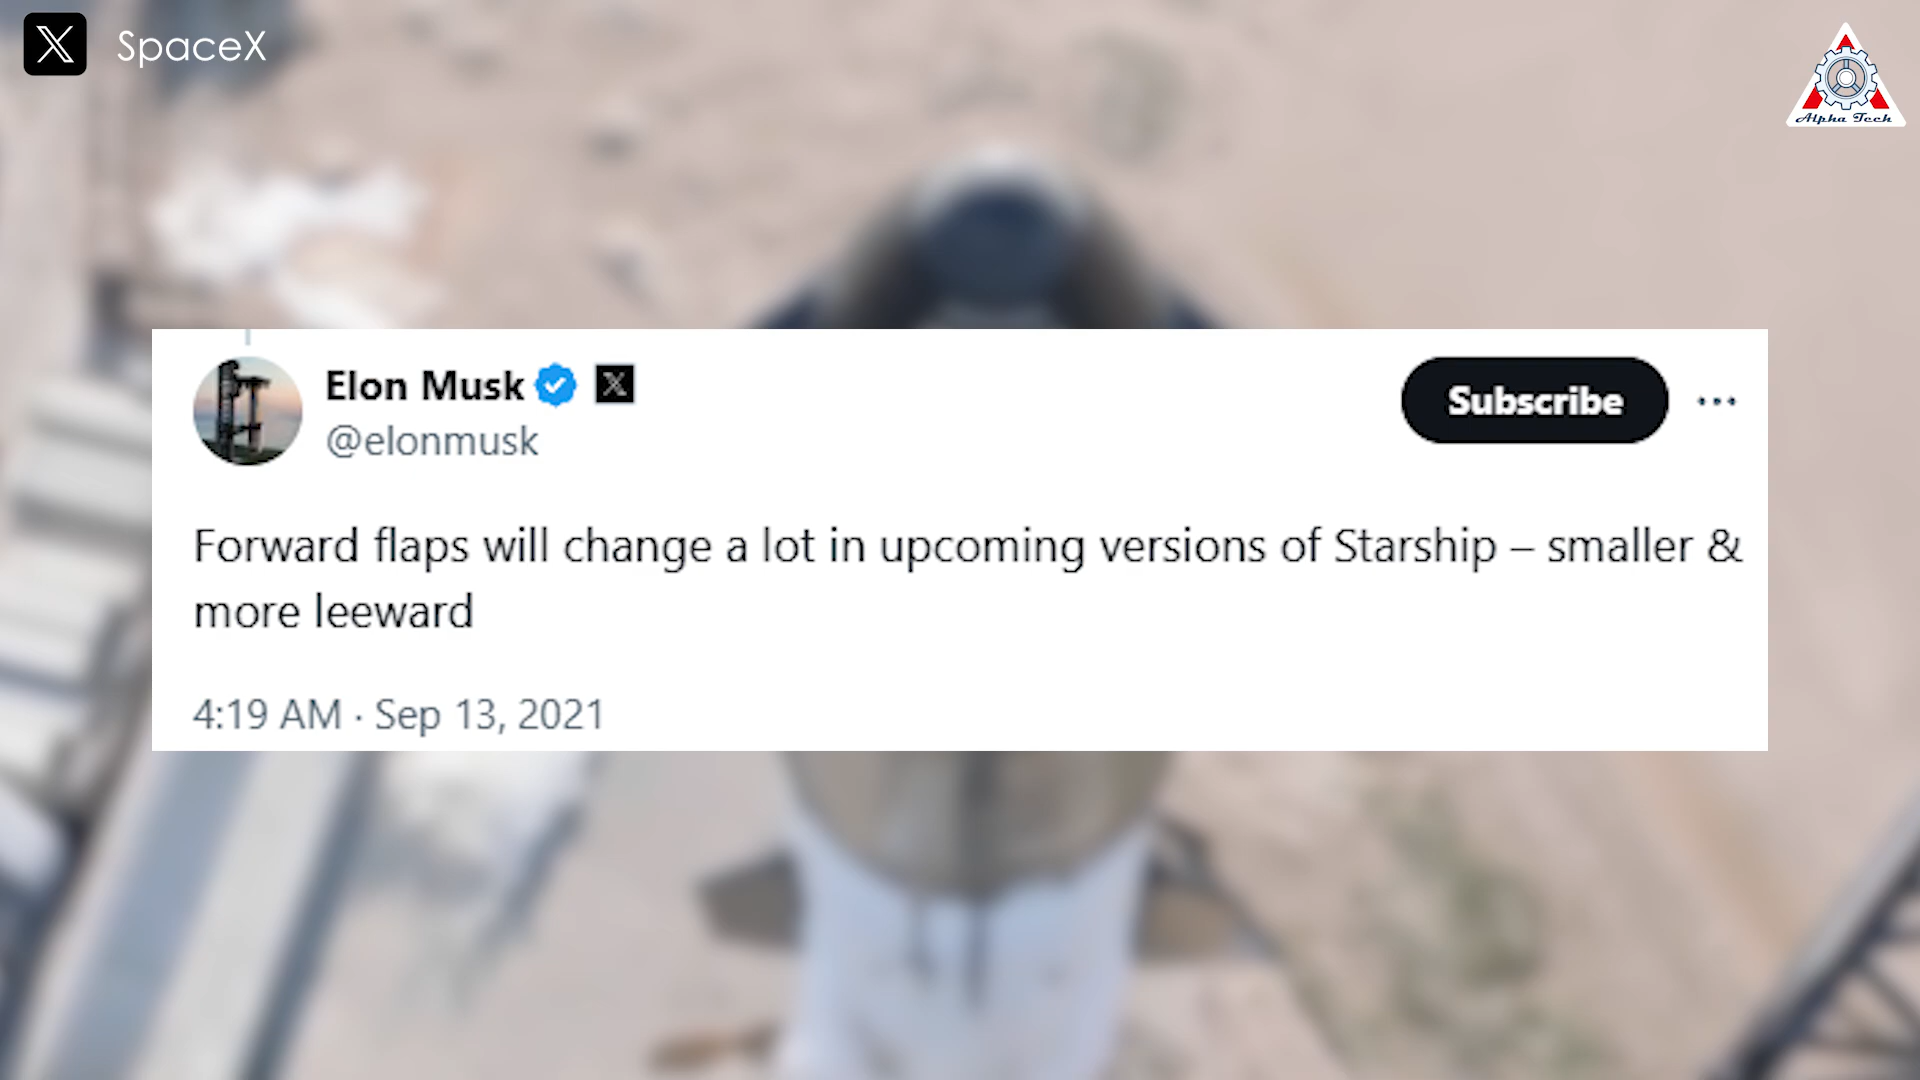 SpaceX
Alpha Tech
Elon Musk
@elonmusk
Subscribe
Forward flaps will change a lot in upcoming versions of Starship – smaller &
more leeward
4:19 AM · Sep 13, 2021